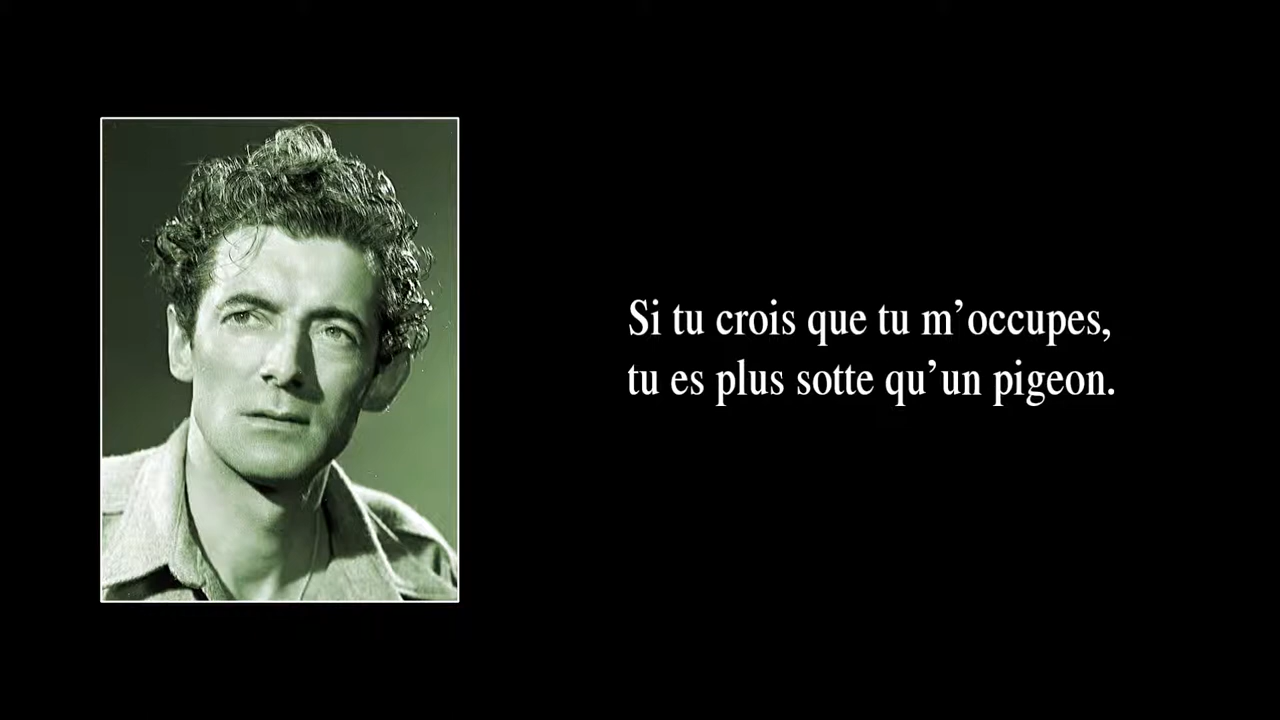 Si tu crois que tu m’occupes,
tu es plus sotte qu’un pigeon.